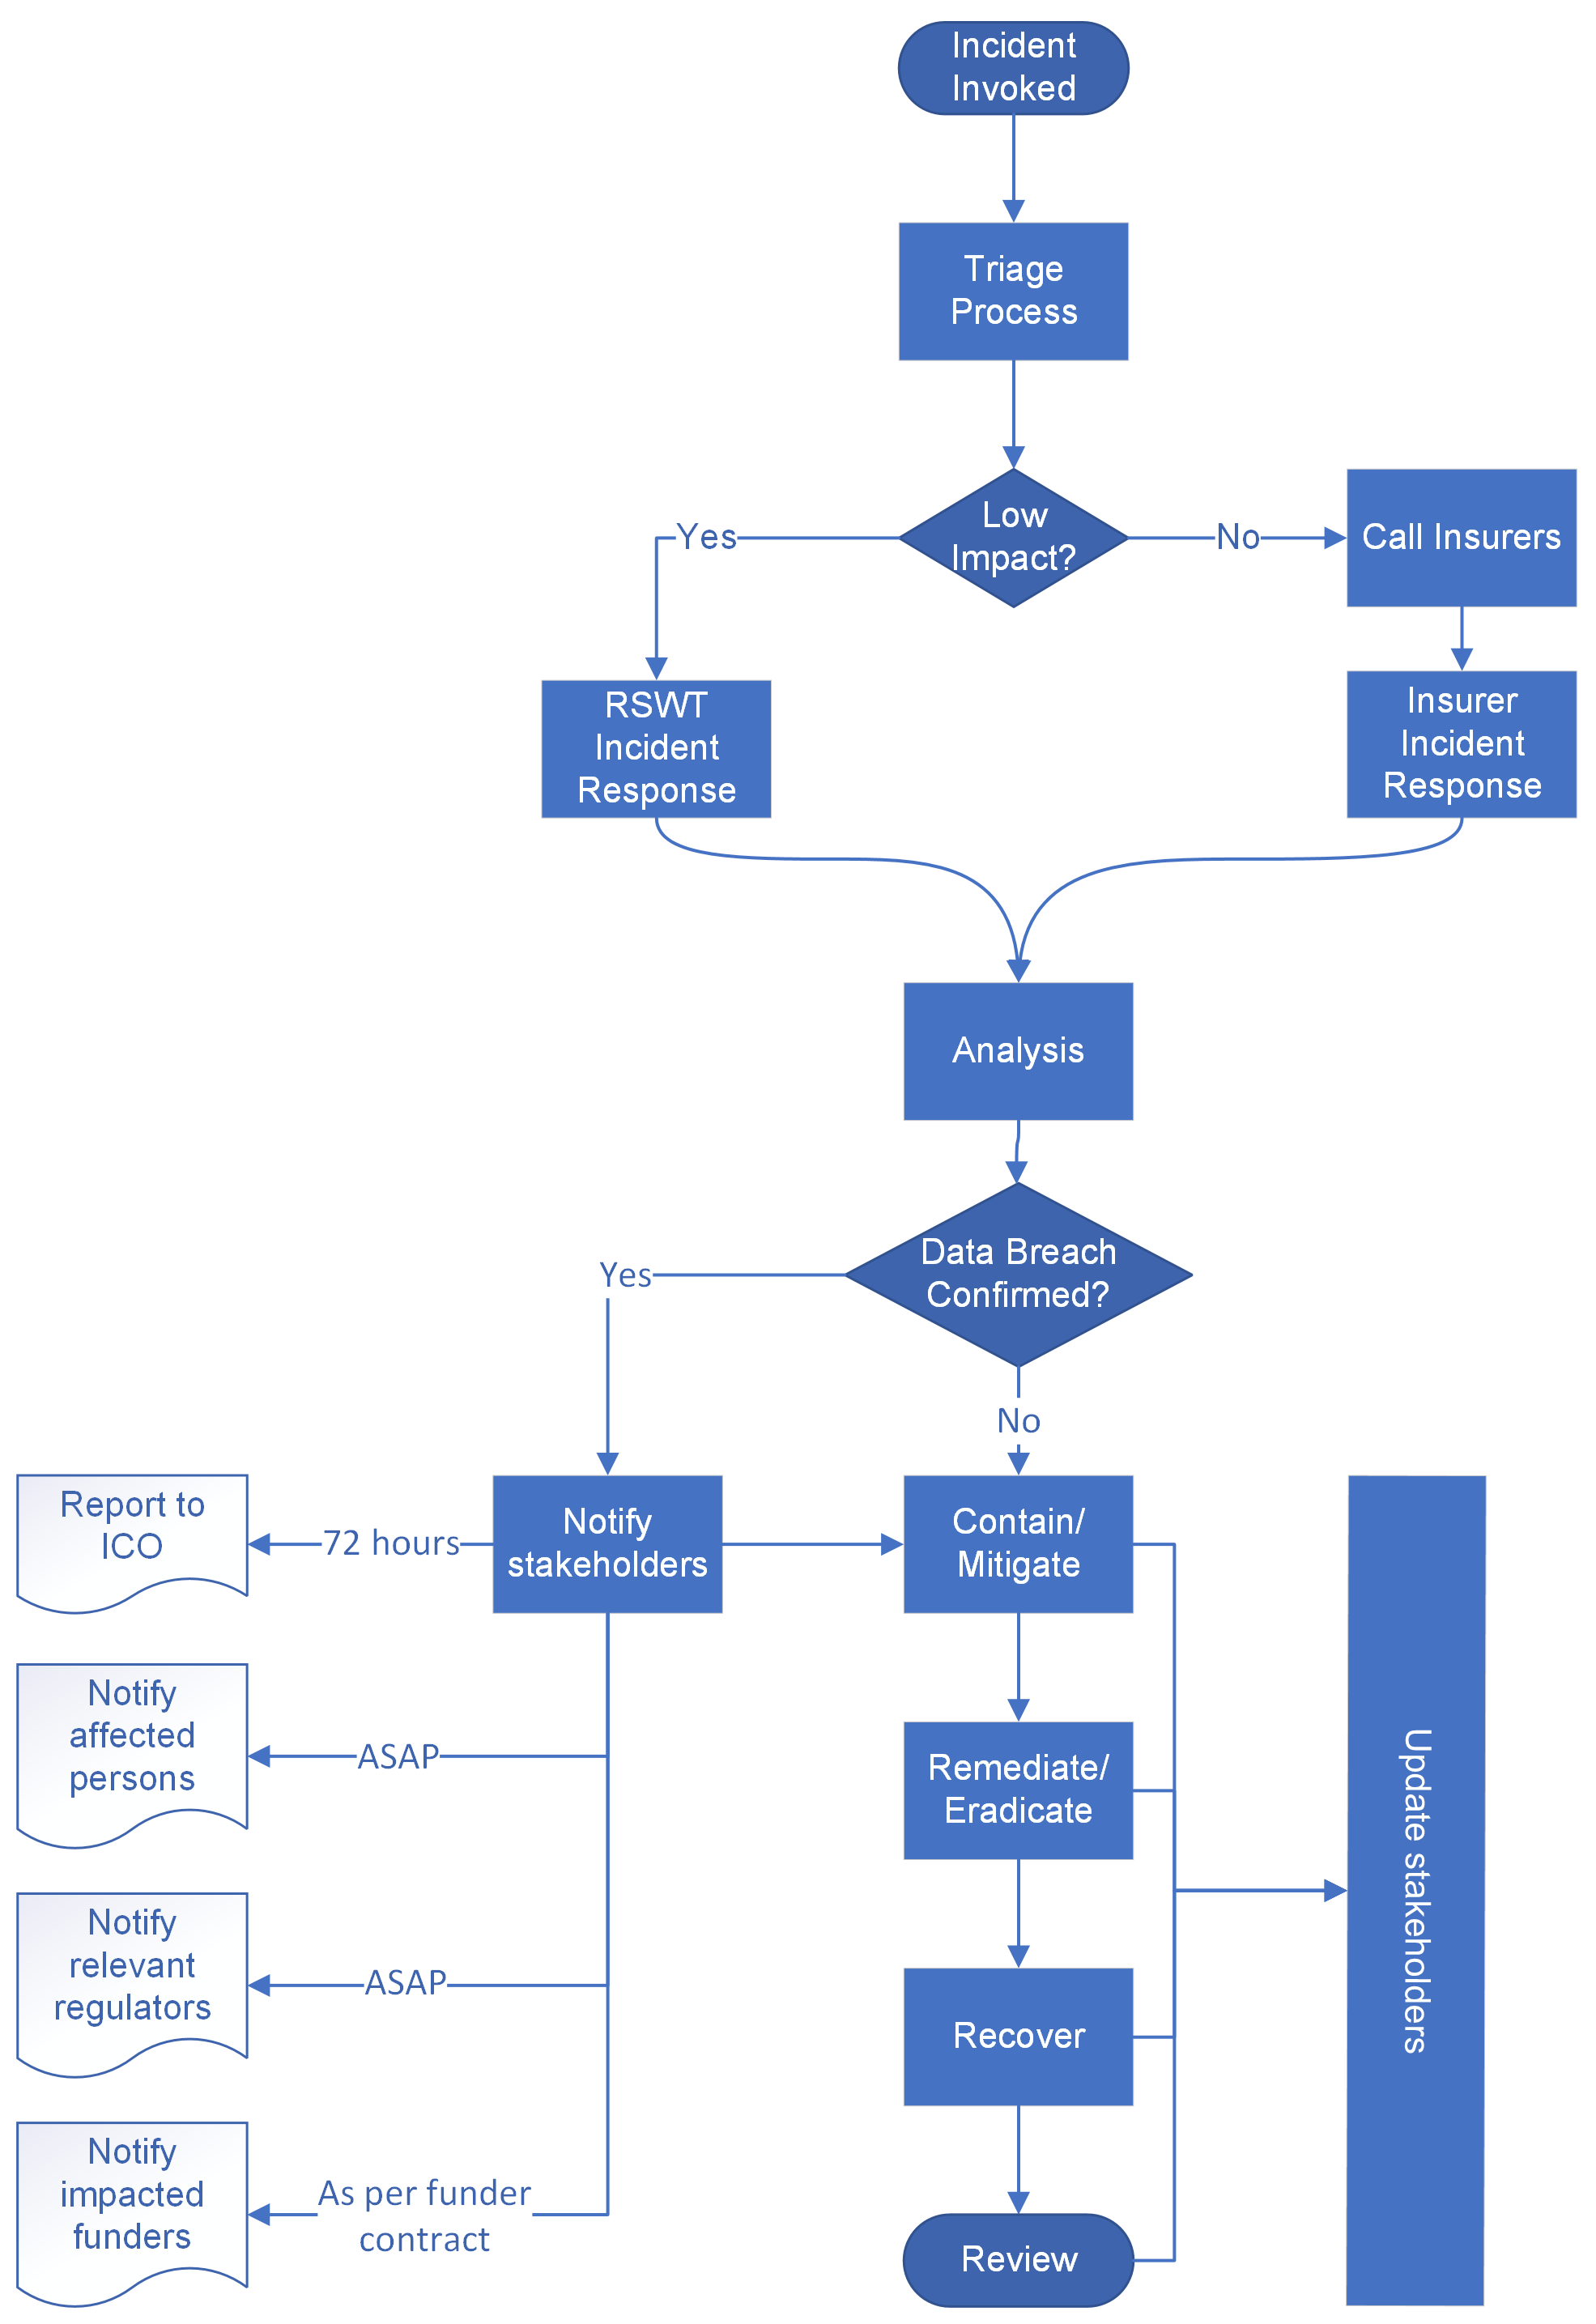 Incident
Invoked
Triage
Process
Low
Impact?
Yes
No
Call Insurers
RSWT
Incident
Response
Insurer
Incident
Response
Analysis
Data Breach
Confirmed?
Yes
No
Report to
ICO
72 hours
Notify
stakeholders
Contain/
Mitigate
Notify
affected
persons
ASAP
Remediate/
Eradicate
Update stakeholders
Notify
relevant
regulators
ASAP
Recover
Notify
impacted
funders
As per funder
contract
Review